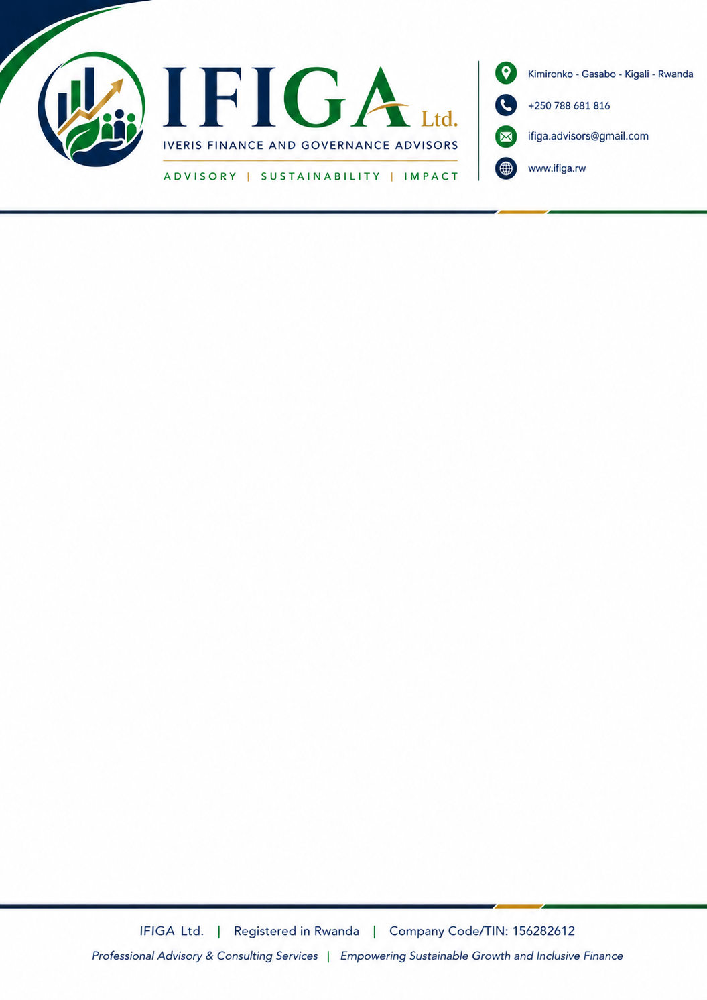 IFIGA Ltd.
IVERIS FINANCE AND GOVERNANCE ADVISORS
ADVISORY | SUSTAINABILITY | IMPACT
Kimironko - Gasabo - Kigali - Rwanda
+250 788 681 816
ifiga.advisors@gmail.com
www.ifiga.rw
IFIGA Ltd. | Registered in Rwanda | Company Code/TIN: 156282612
Professional Advisory & Consulting Services | Empowering Sustainable Growth and Inclusive Finance